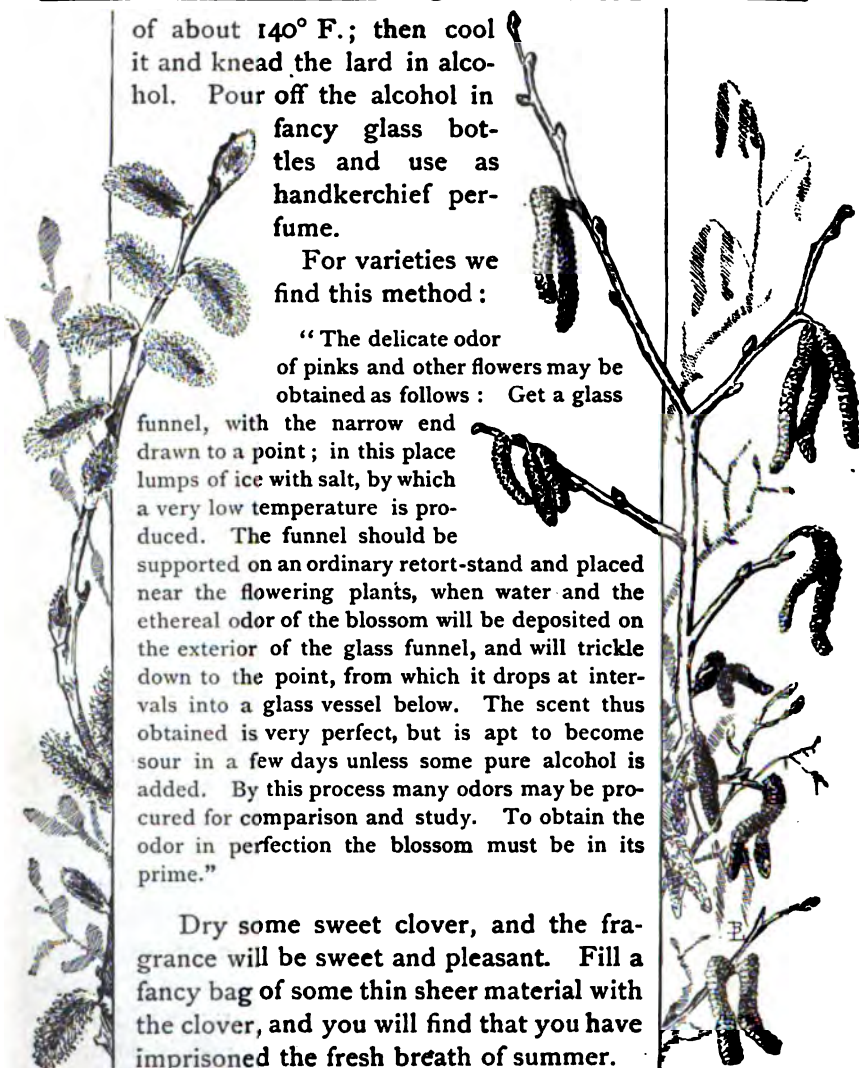 of about 140° F.; then cool
it and knead the lard in alco-
hol. Pour off the alcohol in
fancy glass bot-
tles and use as
handkerchief per-
fume.
For varieties we
find this method :
“ The delicate odor
of pinks and other flowers may be
obtained as follows : Get a glass
funnel, with the narrow end
drawn to a point ; in this place
lumps of ice with salt, by which
a very low temperature is pro-
duced. The funnel should be
supported on an ordinary retort-stand and placed
near the flowering plants, when water and the
ethereal odor of the blossom will be deposited on
the exterior of the glass funnel, and will trickle
down to the point, from which it drops at inter-
vals into a glass vessel below. The scent thus
obtained is very perfect, but is apt to become
sour in a few days unless some pure alcohol is
added. By this process many odors may be pro-
cured for comparison and study. To obtain the
odor in perfection the blossom must be in its
prime.”
Dry some sweet clover, and the fra-
grance will be sweet and pleasant. Fill a
fancy bag of some thin sheer material with
the clover, and you will find that you have
imprisoned the fresh breath of summer.